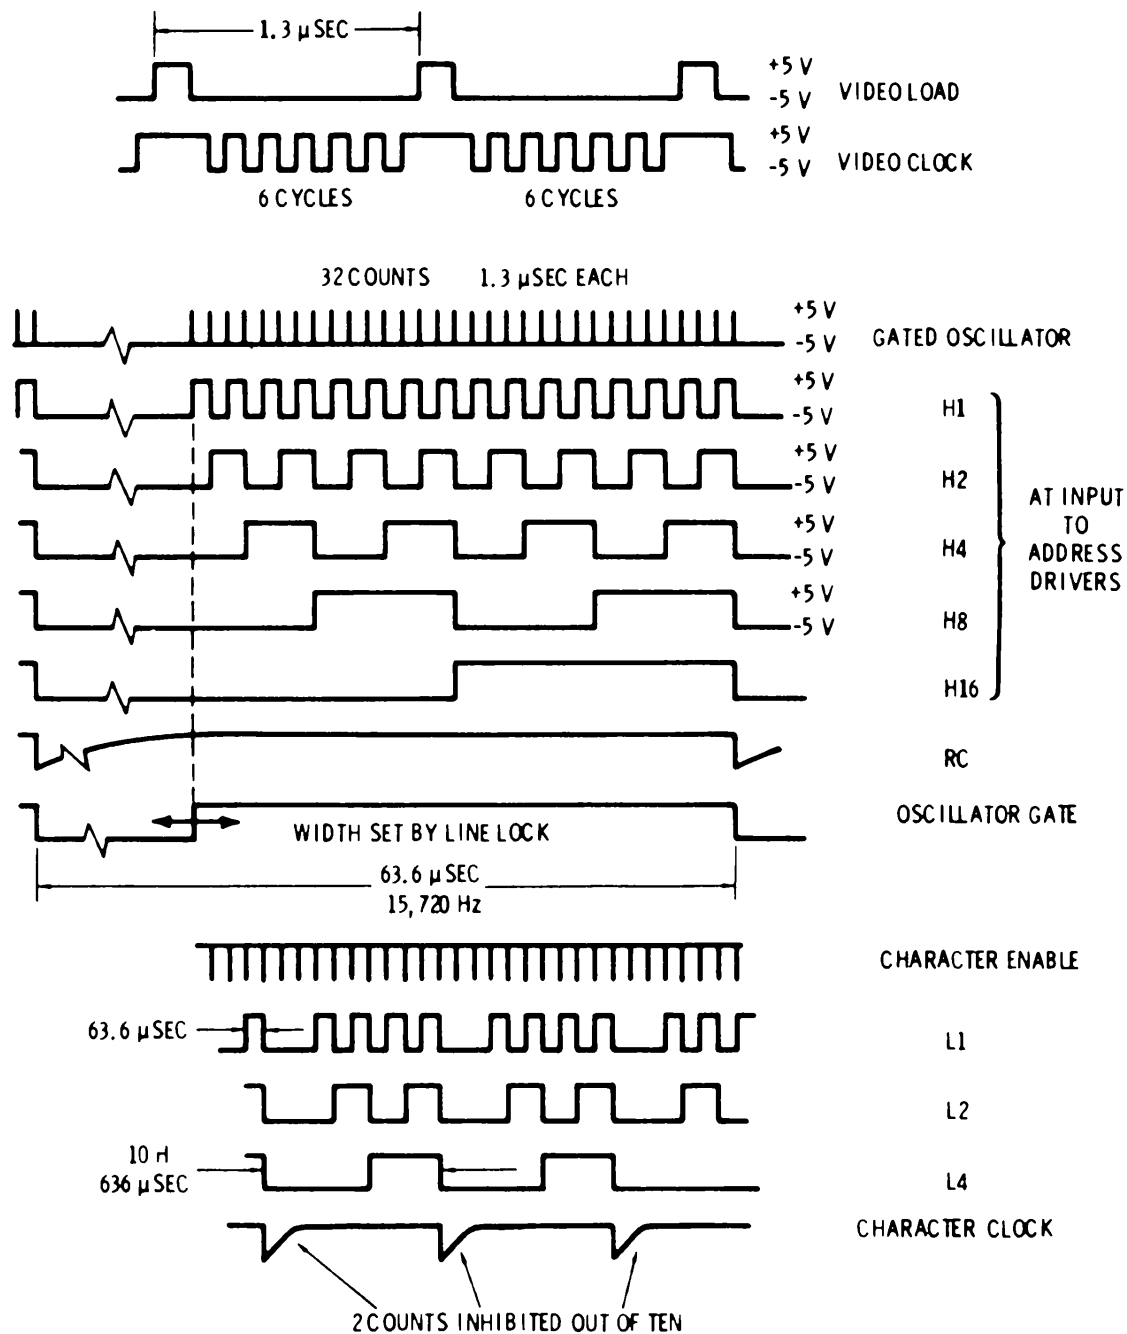 1.3 μSEC
+5 V
-5 V VIDEO LOAD
+5 V
-5 V VIDEO CLOCK
6 CYCLES 6 CYCLES
32 COUNTS 1.3 μSEC EACH
+5 V
-5 V GATED OSCILLATOR
+5 V
-5 V H1
+5 V
-5 V H2
+5 V
-5 V H4
+5 V
-5 V H8
H16
AT INPUT
TO
ADDRESS
DRIVERS
RC
OSCILLATOR GATE
WIDTH SET BY LINE LOCK
63.6 μSEC
15,720 Hz
CHARACTER ENABLE
63.6 μSEC
L1
L2
10 H
636 μSEC
L4
CHARACTER CLOCK
2 COUNTS INHIBITED OUT OF TEN